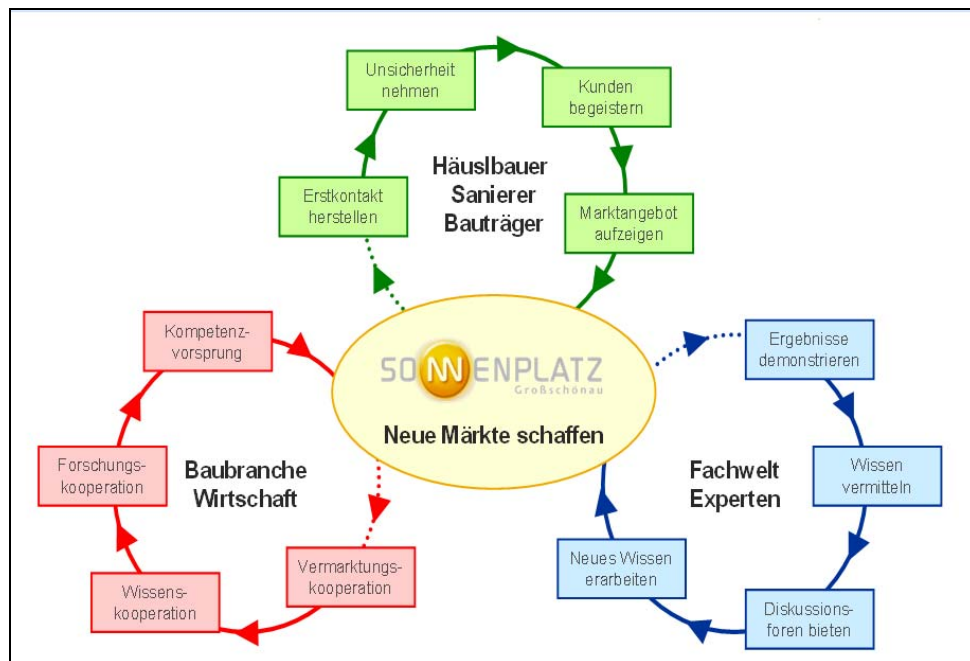 Unsicherheit
nehmen
Kunden
begeistern
Häuslbauer
Sanierer
Bauträger
Erstkontakt
herstellen
Marktangebot
aufzeigen
Kompetenz-
vorsprung
SONNENPLATZ
Großschönau
Neue Märkte schaffen
Ergebnisse
demonstrieren
Forschungs-
kooperation
Baubranche
Wirtschaft
Fachwelt
Experten
Wissen
vermitteln
Wissens-
kooperation
Vermarktungs-
kooperation
Neues Wissen
erarbeiten
Diskussions-
foren bieten